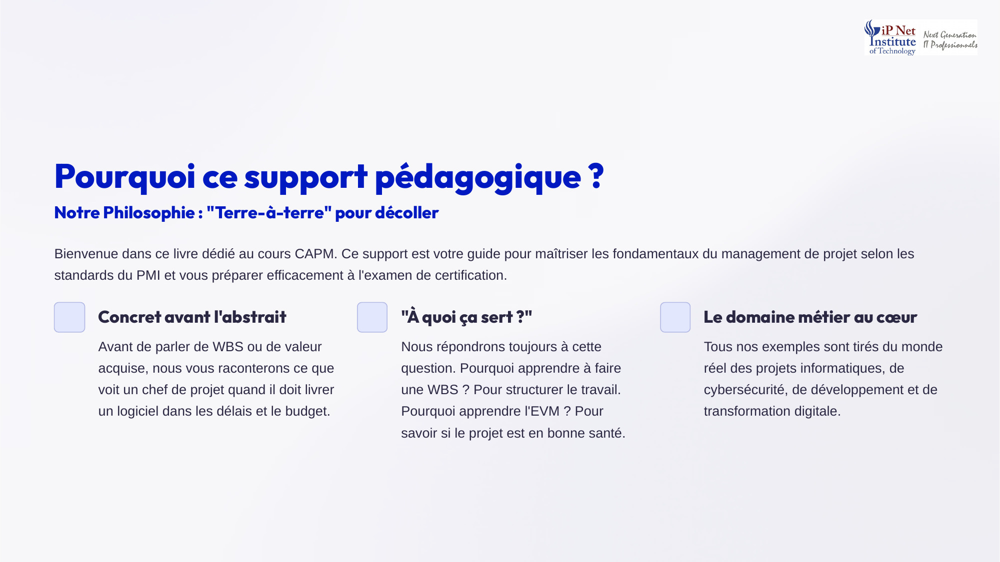 iP Net
Institute
of Technology
Next Generation
IT Professionnels
Pourquoi ce support pédagogique ?
Notre Philosophie : "Terre-à-terre" pour décoller
Bienvenue dans ce livre dédié au cours CAPM. Ce support est votre guide pour maîtriser les fondamentaux du management de projet selon les
standards du PMI et vous préparer efficacement à l'examen de certification.
Concret avant l'abstrait
Avant de parler de WBS ou de valeur
acquise, nous vous raconterons ce que
voit un chef de projet quand il doit livrer
un logiciel dans les délais et le budget.
"À quoi ça sert ?"
Nous répondrons toujours à cette
question. Pourquoi apprendre à faire
une WBS ? Pour structurer le travail.
Pourquoi apprendre l'EVM ? Pour
savoir si le projet est en bonne santé.
Le domaine métier au cœur
Tous nos exemples sont tirés du monde
réel des projets informatiques, de
cybersécurité, de développement et de
transformation digitale.